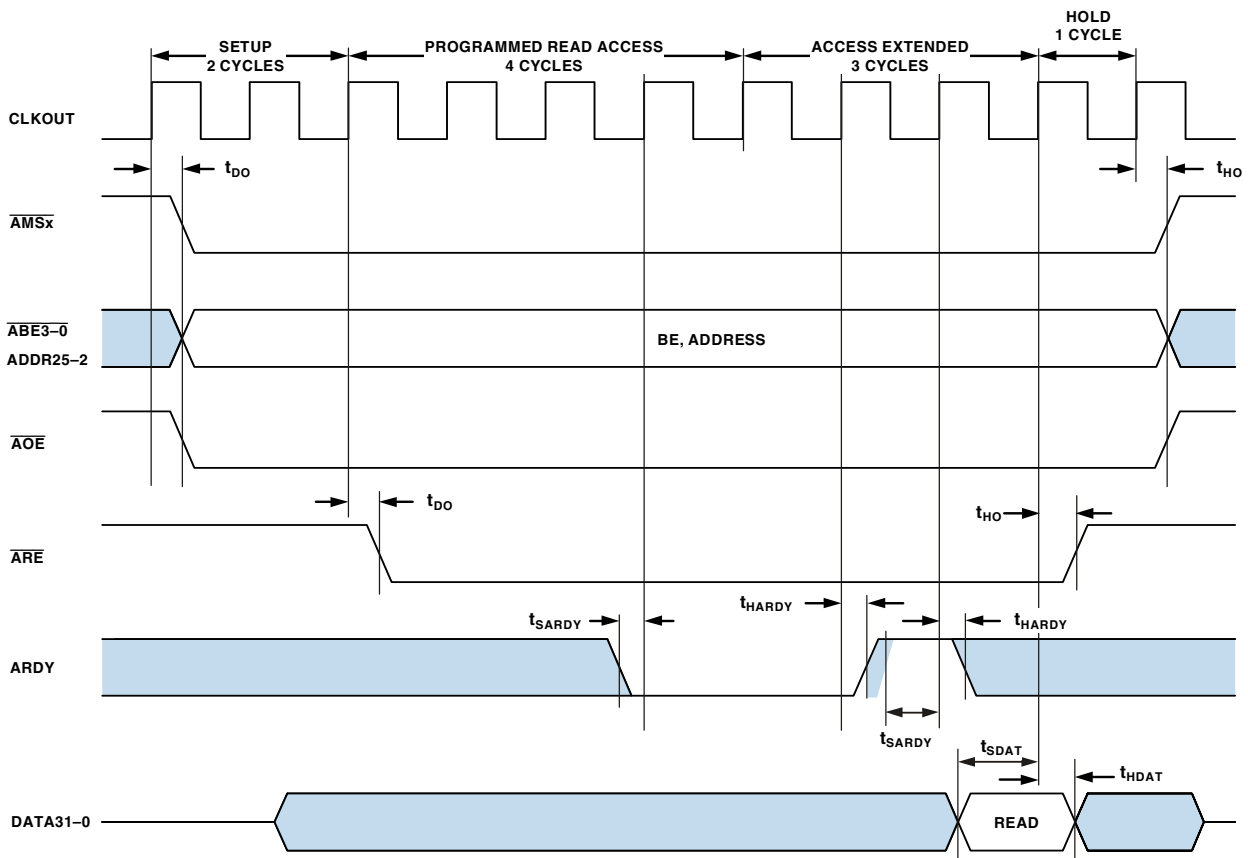 SETUP
2 CYCLES
PROGRAMMED READ ACCESS
4 CYCLES
ACCESS EXTENDED
3 CYCLES
HOLD
1 CYCLE
CLKOUT
tDO
tHO
AMSx
ABE3–0
ADDR25–2
BE, ADDRESS
AOE
tDO
tHO
ARE
tSARDY
tHARDY
tHARDY
ARDY
tSARDY
tSDAT
tHDAT
DATA31–0
READ